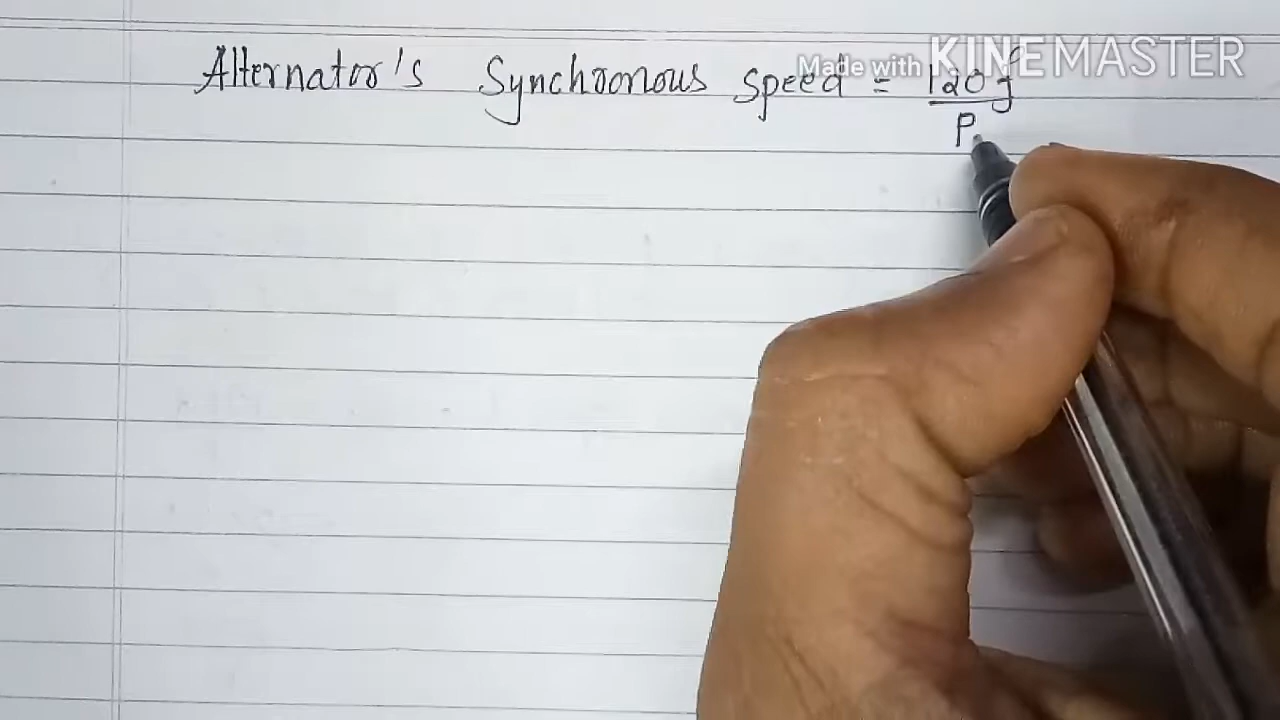 Alternator's Synchronous Speed = 120f
P
Made with KINEMASTER